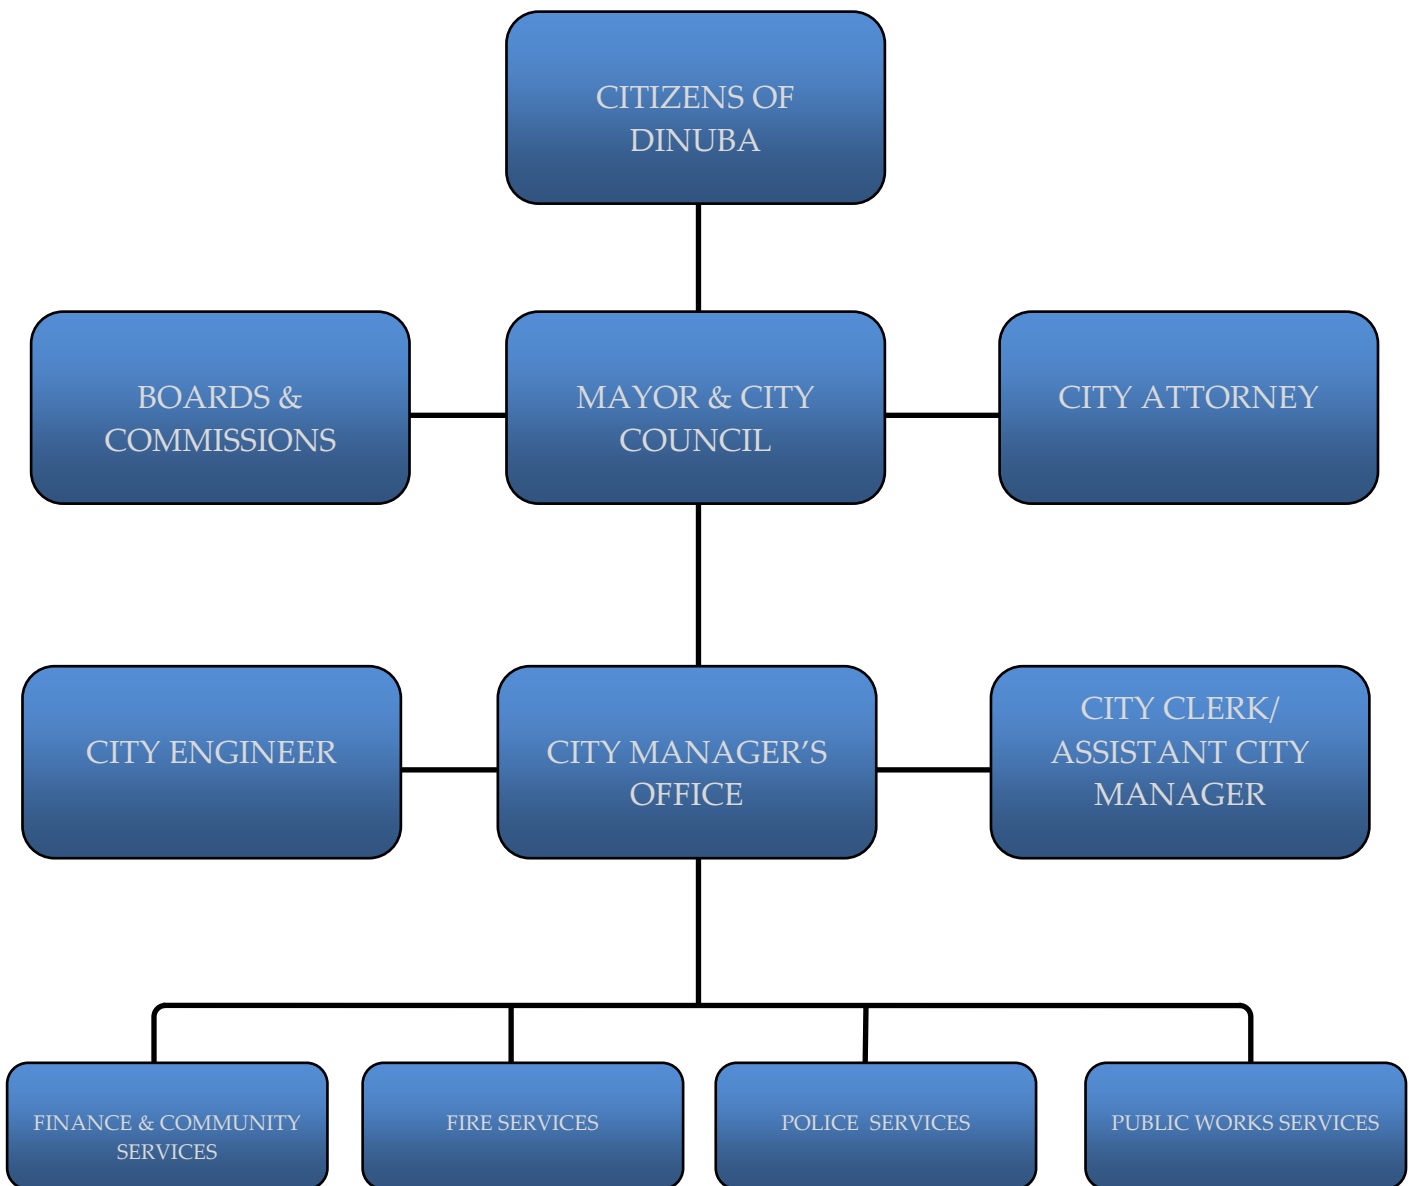 CITIZENS OF
DINUBA
BOARDS &
COMMISSIONS
MAYOR & CITY
COUNCIL
CITY ATTORNEY
CITY ENGINEER
CITY MANAGER’S
OFFICE
CITY CLERK/
ASSISTANT CITY
MANAGER
FINANCE & COMMUNITY
SERVICES
FIRE SERVICES
POLICE  SERVICES
PUBLIC WORKS SERVICES